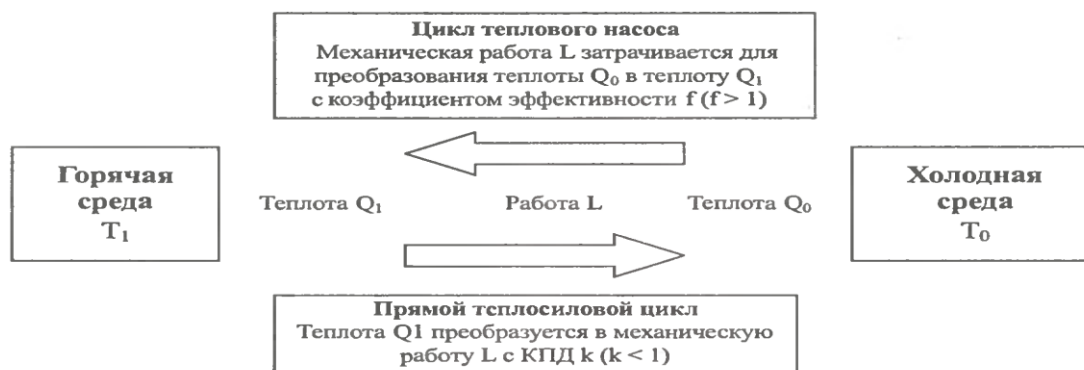 Цикл теплового насоса
Механическая работа L затрачивается для
преобразования теплоты Q₀ в теплоту Q₁
с коэффициентом эффективности f (f > 1)
Горячая
среда
T₁
Теплота Q₁
Работа L
Теплота Q₀
Холодная
среда
T₀
Прямой теплосиловой цикл
Теплота Q1 преобразуется в механическую
работу L с КПД k (k < 1)